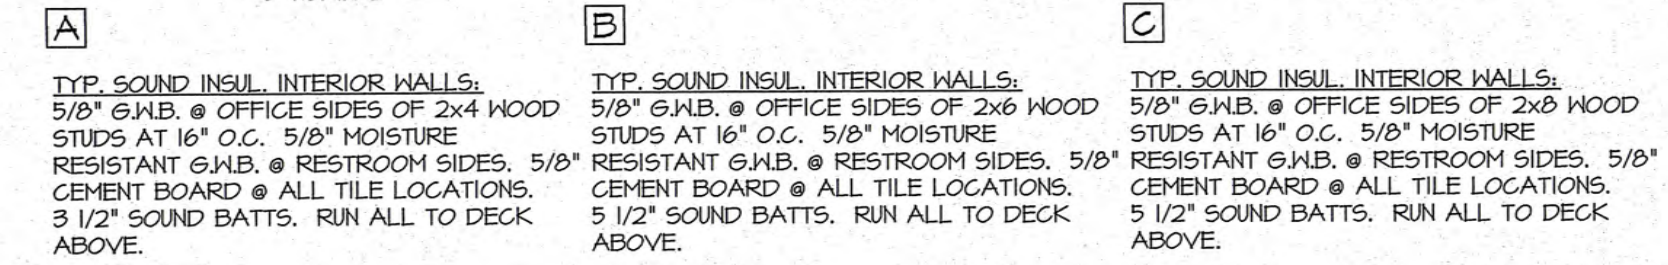 A
TYP. SOUND INSUL. INTERIOR WALLS:
5/8" G.W.B. @ OFFICE SIDES OF 2x4 WOOD
STUDS AT 16" O.C. 5/8" MOISTURE
RESISTANT G.W.B. @ RESTROOM SIDES. 5/8"
CEMENT BOARD @ ALL TILE LOCATIONS.
3 1/2" SOUND BATTS. RUN ALL TO DECK
ABOVE.
B
TYP. SOUND INSUL. INTERIOR WALLS:
5/8" G.W.B. @ OFFICE SIDES OF 2x6 WOOD
STUDS AT 16" O.C. 5/8" MOISTURE
RESISTANT G.W.B. @ RESTROOM SIDES. 5/8"
CEMENT BOARD @ ALL TILE LOCATIONS.
5 1/2" SOUND BATTS. RUN ALL TO DECK
ABOVE.
C
TYP. SOUND INSUL. INTERIOR WALLS:
5/8" G.W.B. @ OFFICE SIDES OF 2x8 WOOD
STUDS AT 16" O.C. 5/8" MOISTURE
RESISTANT G.W.B. @ RESTROOM SIDES. 5/8"
CEMENT BOARD @ ALL TILE LOCATIONS.
5 1/2" SOUND BATTS. RUN ALL TO DECK
ABOVE.